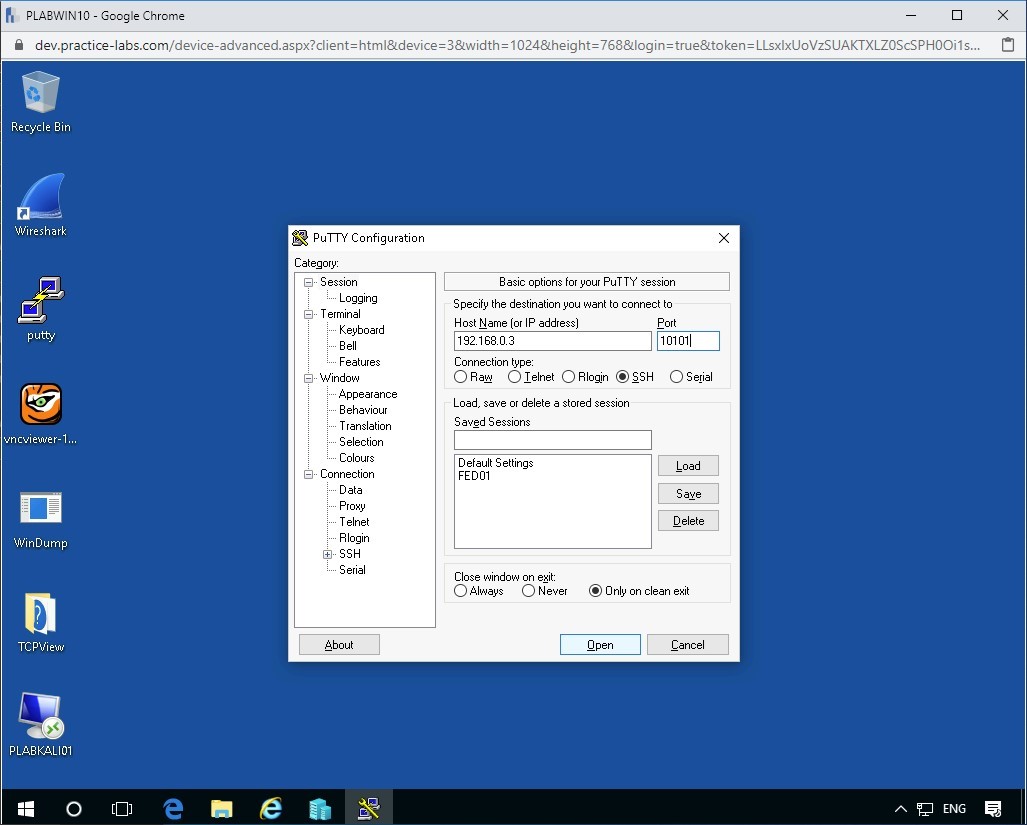 PLABWIN10 - Google Chrome
dev.practice-labs.com/device-advanced.aspx?client=html&device=3&width=1024&height=768&login=true&token=LLsxlxUoVzSUAKTXLZ0ScSPH0Oi1s...
Recycle Bin
Wireshark
putty
vncviewer-1...
WinDump
TCPView
PLABKALI01
PuTTY Configuration
Category:
Session
Logging
Terminal
Keyboard
Bell
Features
Window
Appearance
Behaviour
Translation
Selection
Colours
Connection
Data
Proxy
Telnet
Rlogin
SSH
Serial
Basic options for your PuTTY session
Specify the destination you want to connect to
Host Name (or IP address) Port
192.168.0.3 10101
Connection type:
Raw Telnet Rlogin SSH Serial
Load, save or delete a stored session
Saved Sessions
Default Settings
FED01
Load
Save
Delete
Close window on exit:
Always Never Only on clean exit
About Open Cancel
ENG